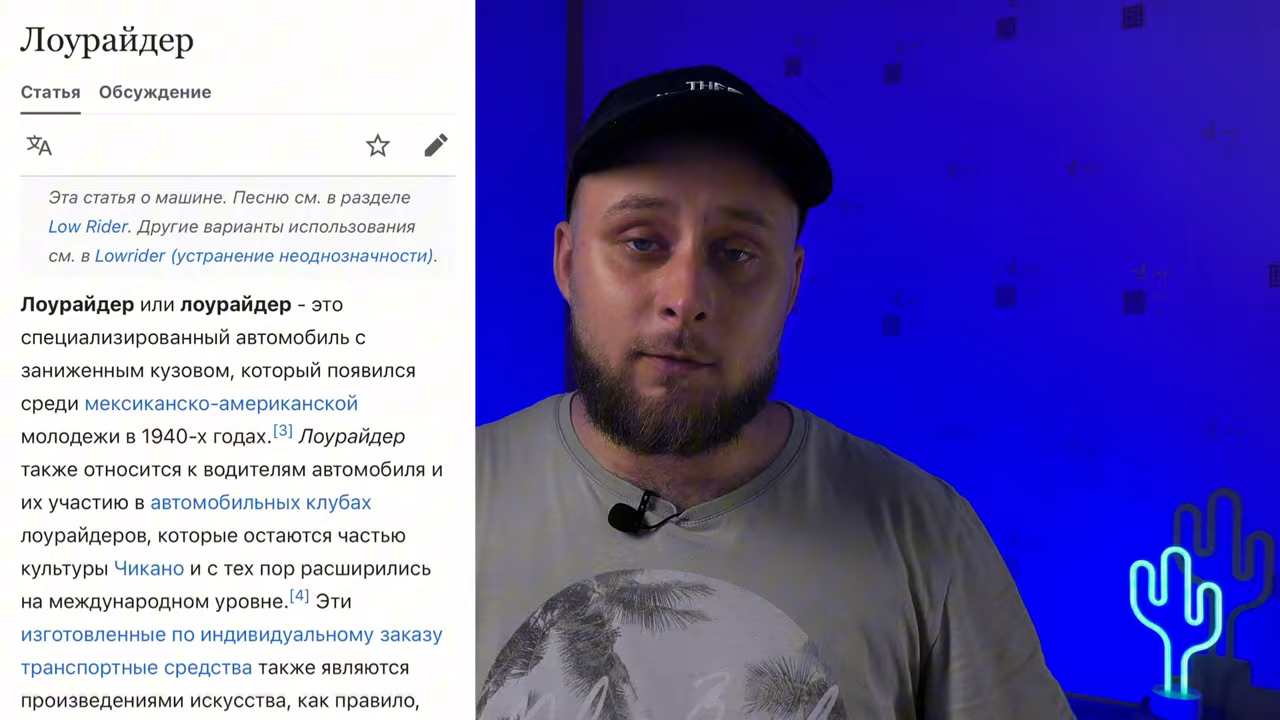 Лоурайдер
Статья Обсуждение
Эта статья о машине. Песню см. в разделе
Low Rider. Другие варианты использования
см. в Lowrider (устранение неоднозначности).
Лоурайдер или лоурайдер - это
специализированный автомобиль с
заниженным кузовом, который появился
среди мексиканско-американской
молодежи в 1940-х годах.[3] Лоурайдер
также относится к водителям автомобиля и
их участию в автомобильных клубах
лоурайдеров, которые остаются частью
культуры Чикано и с тех пор расширились
на международном уровне.[4] Эти
изготовленные по индивидуальному заказу
транспортные средства также являются
произведениями искусства, как правило,
THE